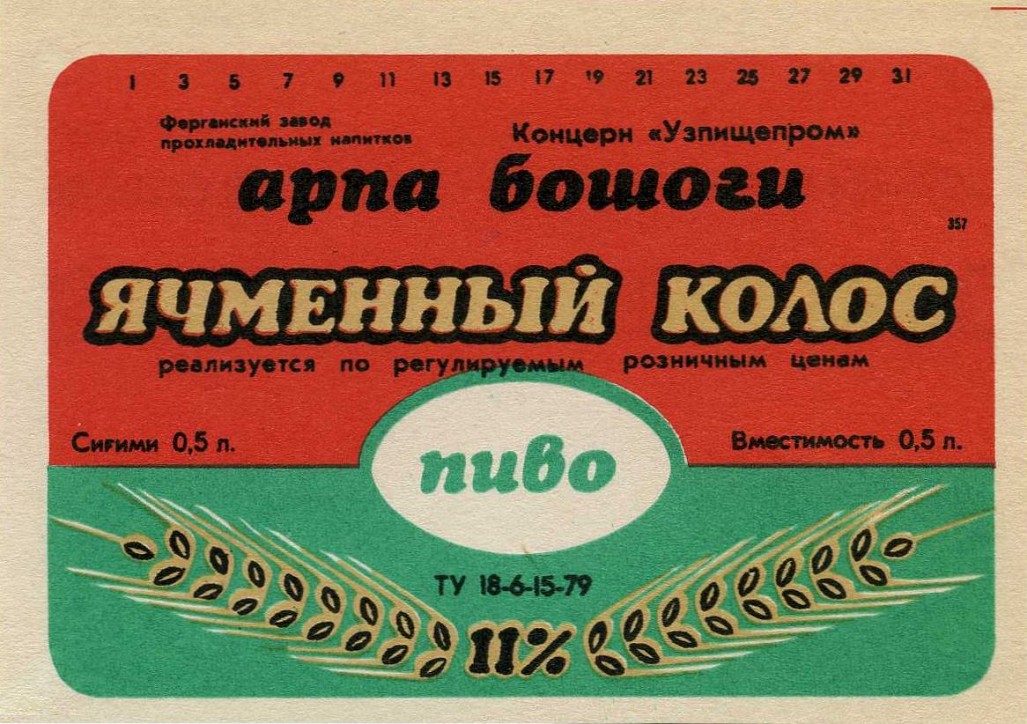 1 3 5 7 9 11 13 15 17 19 21 23 25 27 29 31
Ферганский завод
прохладительных напитков
Концерн «Узпищепром»
арпа бошоги
357
ЯЧМЕННЫЙ КОЛОС
реализуется по регулируемым розничным ценам
Сиғими 0,5 л.
Вместимость 0,5 л.
пиво
ТУ 18-6-15-79
11%